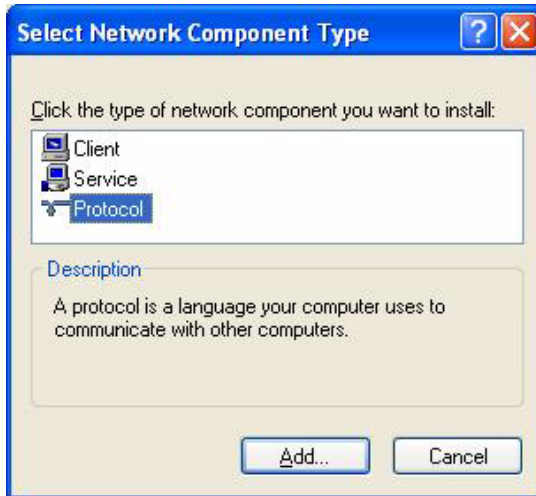 Select Network Component Type
?
X
Click the type of network component you want to install:
Client
Service
Protocol
Description
A protocol is a language your computer uses to
communicate with other computers.
Add...
Cancel